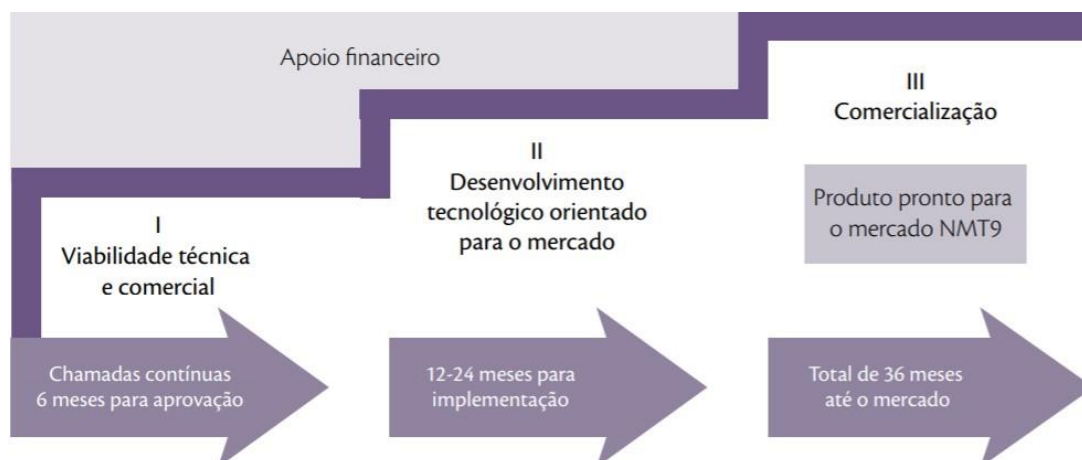 Apoio financeiro
I
Viabilidade técnica
e comercial
Chamadas contínuas
6 meses para aprovação
II
Desenvolvimento
tecnológico orientado
para o mercado
12-24 meses para
implementação
III
Comercialização
Produto pronto para
o mercado NMT9
Total de 36 meses
até o mercado